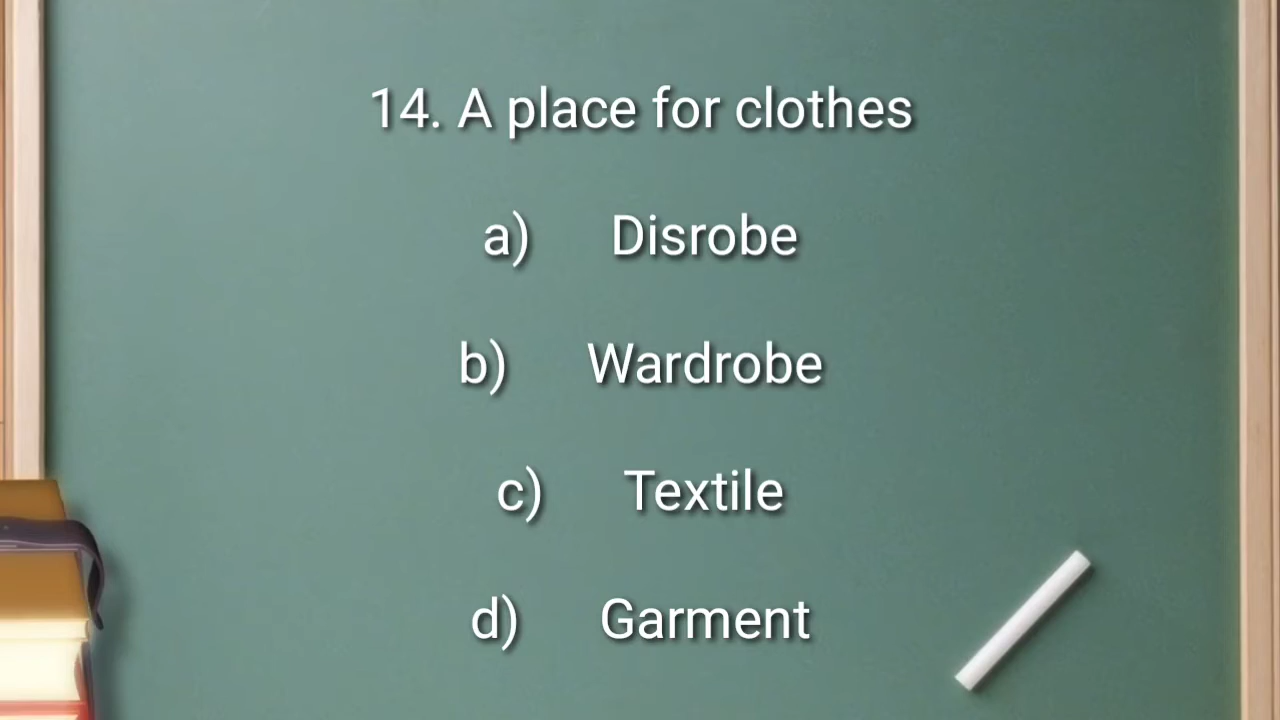 14. A place for clothes
a) Disrobe
b) Wardrobe
c) Textile
d) Garment